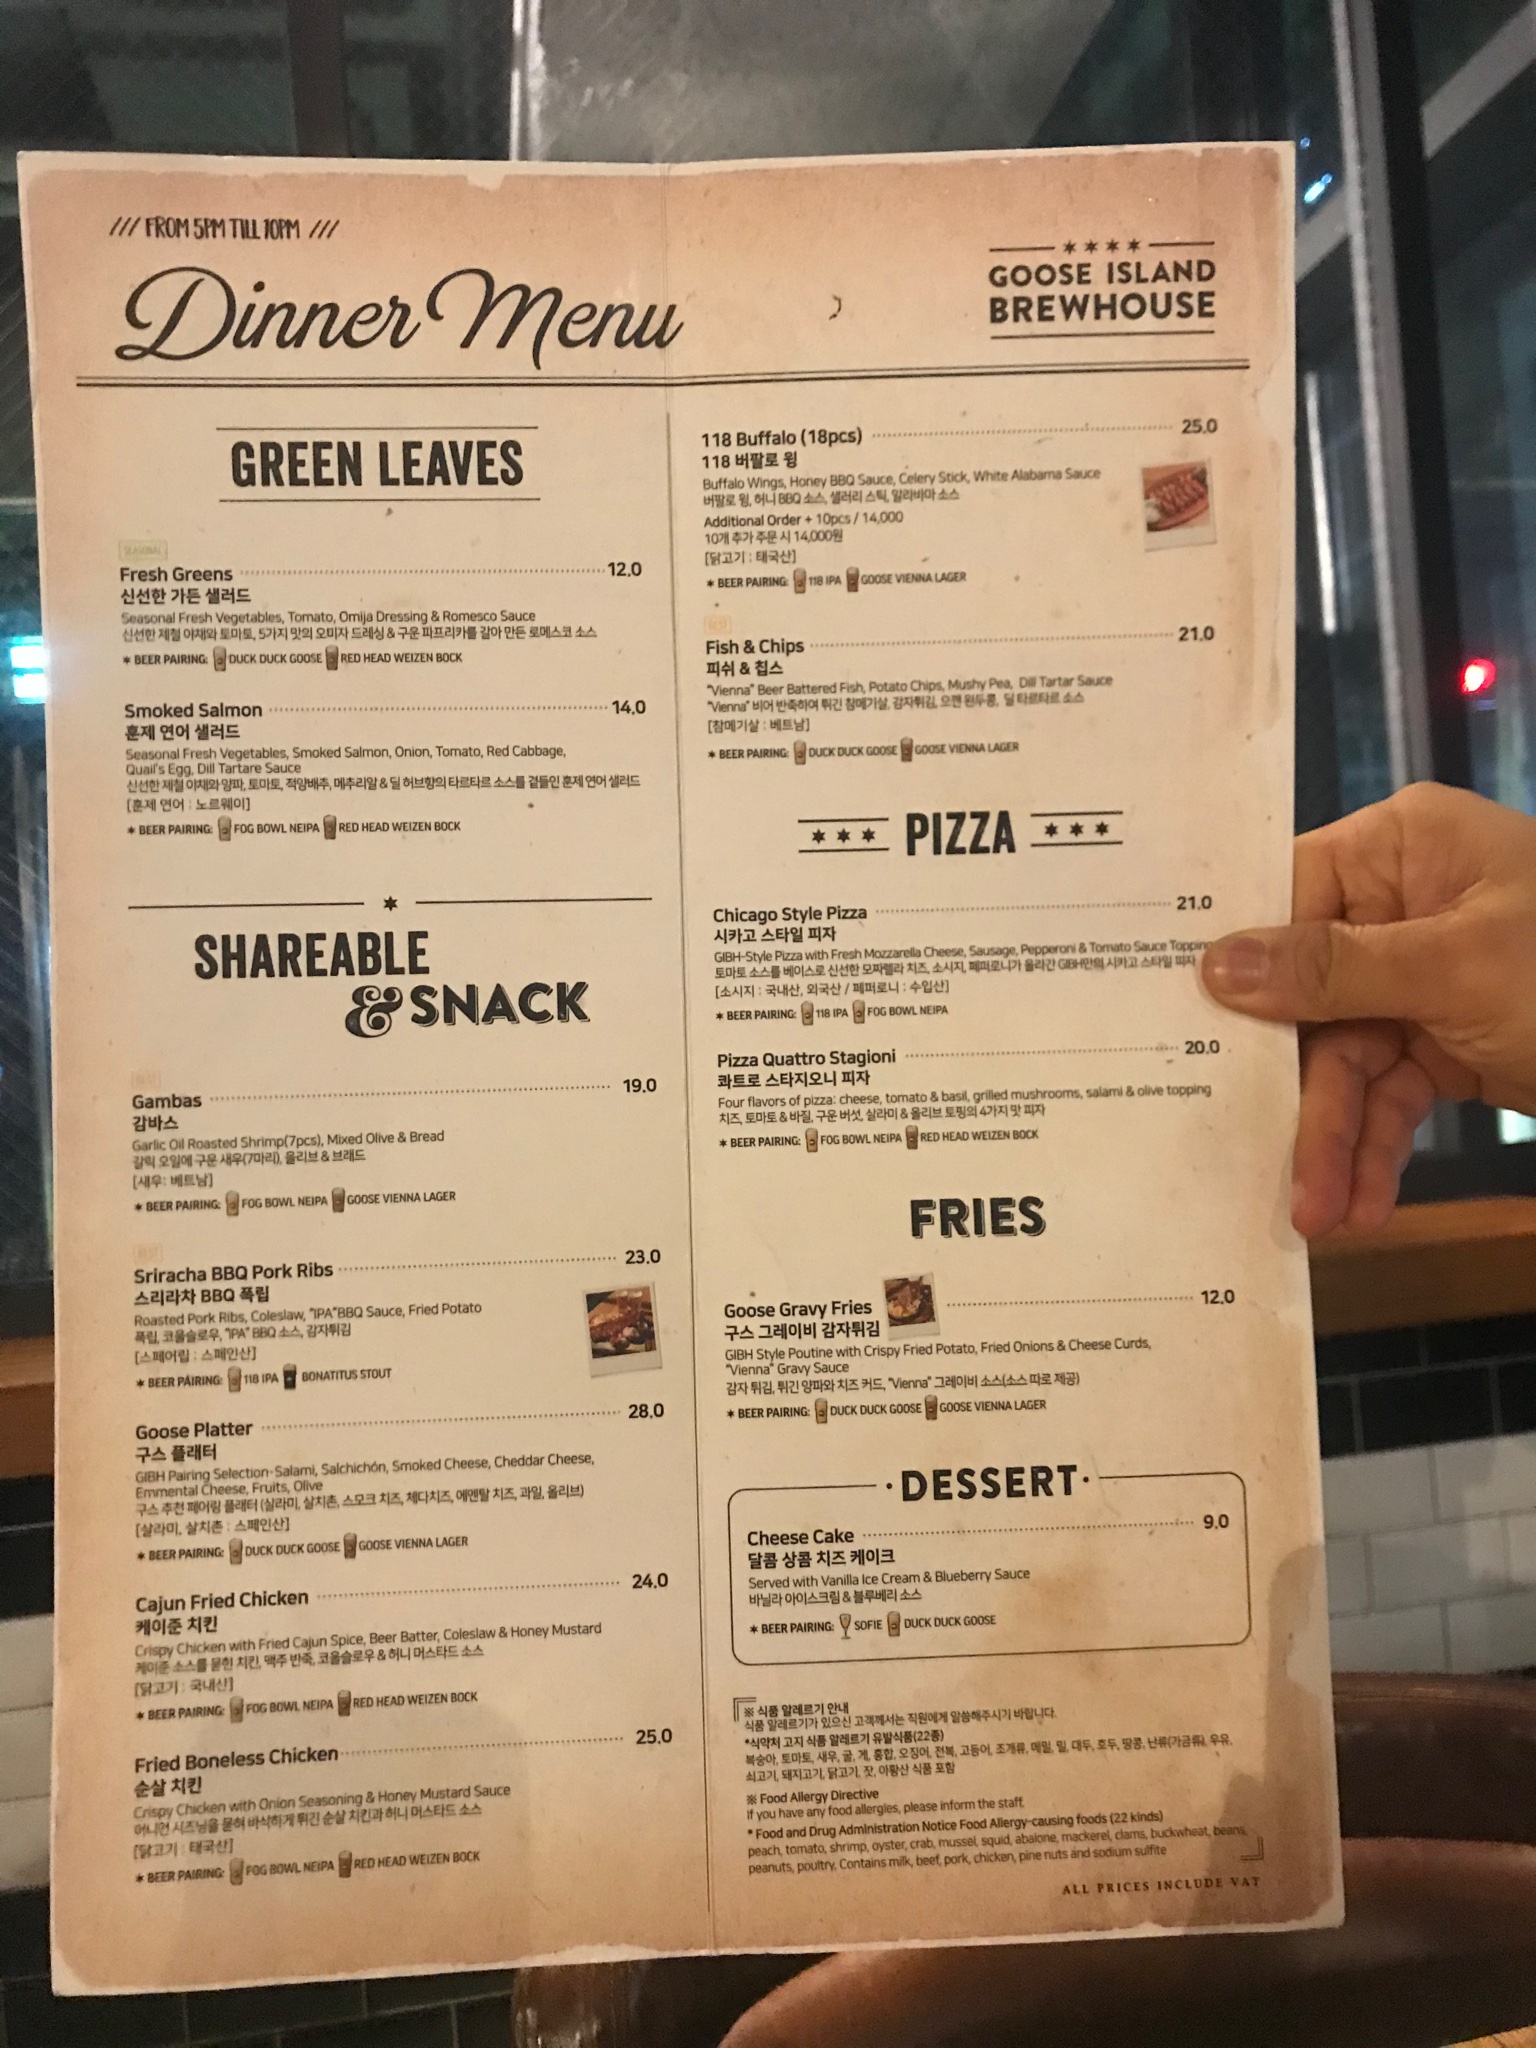 /// FROM 5PM TILL 10PM ///
Dinner Menu
GOOSE ISLAND
BREWHOUSE
GREEN LEAVES
SEASONAL
Fresh Greens 12.0
신선한 가든 샐러드
Seasonal Fresh Vegetables, Tomato, Omija Dressing & Romesco Sauce
신선한 제철 야채와 토마토, 5가지 맛의 오미자 드레싱 & 구운 파프리카를 갈아 만든 로메스코 소스
* BEER PAIRING: DUCK DUCK GOOSE RED HEAD WEIZEN BOCK
Smoked Salmon 14.0
훈제 연어 샐러드
Seasonal Fresh Vegetables, Smoked Salmon, Onion, Tomato, Red Cabbage,
Quail's Egg, Dill Tartare Sauce
신선한 제철 야채와 양파, 토마토, 적양배추, 메추리알 & 딜 허브향의 타르타르 소스를 곁들인 훈제 연어 샐러드
[훈제 연어 : 노르웨이]
* BEER PAIRING: FOG BOWL NEIPA RED HEAD WEIZEN BOCK
SHAREABLE
& SNACK
BEST
Gambas 19.0
감바스
Garlic Oil Roasted Shrimp(7pcs), Mixed Olive & Bread
갈릭 오일에 구운 새우(7마리), 올리브 & 브래드
[새우: 베트남]
* BEER PAIRING: FOG BOWL NEIPA GOOSE VIENNA LAGER
BEST
Sriracha BBQ Pork Ribs 23.0
스리라차 BBQ 폭립
Roasted Pork Ribs, Coleslaw, "IPA"BBQ Sauce, Fried Potato
폭립, 코울슬로우, "IPA" BBQ 소스, 감자튀김
[스페어립 : 스페인산]
* BEER PAIRING: 118 IPA BONATITUS STOUT
Goose Platter 28.0
구스 플래터
GIBH Pairing Selection-Salami, Salchichón, Smoked Cheese, Cheddar Cheese,
Emmental Cheese, Fruits, Olive
구스 추천 페어링 플래터 (살라미, 살치촌, 스모크 치즈, 체다치즈, 에멘탈 치즈, 과일, 올리브)
[살라미, 살치촌 : 스페인산]
* BEER PAIRING: DUCK DUCK GOOSE GOOSE VIENNA LAGER
Cajun Fried Chicken 24.0
케이준 치킨
Crispy Chicken with Fried Cajun Spice, Beer Batter, Coleslaw & Honey Mustard
케이준 소스를 묻힌 치킨, 맥주 반죽, 코울슬로우 & 허니 머스타드 소스
[닭고기 : 국내산]
* BEER PAIRING: FOG BOWL NEIPA RED HEAD WEIZEN BOCK
Fried Boneless Chicken 25.0
순살 치킨
Crispy Chicken with Onion Seasoning & Honey Mustard Sauce
어니언 시즈닝을 묻혀 바삭하게 튀긴 순살 치킨과 허니 머스타드 소스
[닭고기 : 태국산]
* BEER PAIRING: FOG BOWL NEIPA RED HEAD WEIZEN BOCK
118 Buffalo (18pcs) 25.0
118 버팔로 윙
Buffalo Wings, Honey BBQ Sauce, Celery Stick, White Alabama Sauce
버팔로 윙, 허니 BBQ 소스, 샐러리 스틱, 알라바마 소스
Additional Order + 10pcs / 14,000
10개 추가 주문 시 14,000원
[닭고기 : 태국산]
* BEER PAIRING: 118 IPA GOOSE VIENNA LAGER
BEST
Fish & Chips 21.0
피쉬 & 칩스
"Vienna" Beer Battered Fish, Potato Chips, Mushy Pea, Dill Tartar Sauce
"Vienna" 비어 반죽하여 튀긴 참메기살, 감자튀김, 으깬 완두콩, 딜 타르타르 소스
[참메기살 : 베트남]
* BEER PAIRING: DUCK DUCK GOOSE GOOSE VIENNA LAGER
PIZZA
Chicago Style Pizza 21.0
시카고 스타일 피자
GIBH-Style Pizza with Fresh Mozzarella Cheese, Sausage, Pepperoni & Tomato Sauce Topping
토마토 소스를 베이스로 신선한 모짜렐라 치즈, 소시지, 페퍼로니가 올라간 GIBH만의 시카고 스타일 피자
[소시지 : 국내산, 외국산 / 페퍼로니 : 수입산]
* BEER PAIRING: 118 IPA FOG BOWL NEIPA
Pizza Quattro Stagioni 20.0
콰트로 스타지오니 피자
Four flavors of pizza: cheese, tomato & basil, grilled mushrooms, salami & olive topping
치즈, 토마토 & 바질, 구운 버섯, 살라미 & 올리브 토핑의 4가지 맛 피자
* BEER PAIRING: FOG BOWL NEIPA RED HEAD WEIZEN BOCK
FRIES
Goose Gravy Fries 12.0
구스 그레이비 감자튀김
GIBH Style Poutine with Crispy Fried Potato, Fried Onions & Cheese Curds,
"Vienna" Gravy Sauce
감자 튀김, 튀긴 양파와 치즈 커드, "Vienna" 그레이비 소스(소스 따로 제공)
* BEER PAIRING: DUCK DUCK GOOSE GOOSE VIENNA LAGER
· DESSERT ·
Cheese Cake 9.0
달콤 상콤 치즈 케이크
Served with Vanilla Ice Cream & Blueberry Sauce
바닐라 아이스크림 & 블루베리 소스
* BEER PAIRING: SOFIE DUCK DUCK GOOSE
※ 식품 알레르기 안내
식품 알레르기가 있으신 고객께서는 직원에게 말씀해주시기 바랍니다.
*식약처 고지 식품 알레르기 유발식품(22종)
복숭아, 토마토, 새우, 굴, 게, 홍합, 오징어, 전복, 고등어, 조개류, 메밀, 밀, 대두, 호두, 땅콩, 난류(가금류), 우유,
쇠고기, 돼지고기, 닭고기, 잣, 아황산 식품 포함
※ Food Allergy Directive
If you have any food allergies, please inform the staff.
* Food and Drug Administration Notice Food Allergy-causing foods (22 kinds)
peach, tomato, shrimp, oyster, crab, mussel, squid, abalone, mackerel, clams, buckwheat, beans,
peanuts, poultry. Contains milk, beef, pork, chicken, pine nuts and sodium sulfite
ALL PRICES INCLUDE VAT